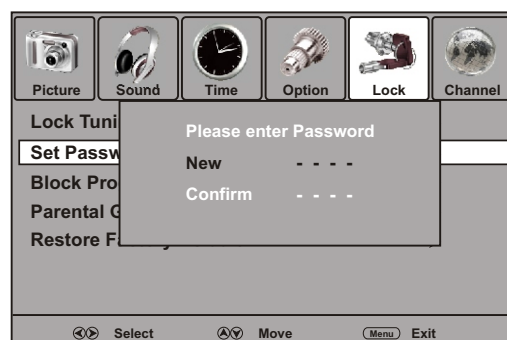 Picture Sound Time Option Lock Channel
Lock Tuni
Please enter Password
Set Passw
New - - - -
Block Pro
Confirm - - - -
Parental G
Restore Fa
Select Move Menu Exit